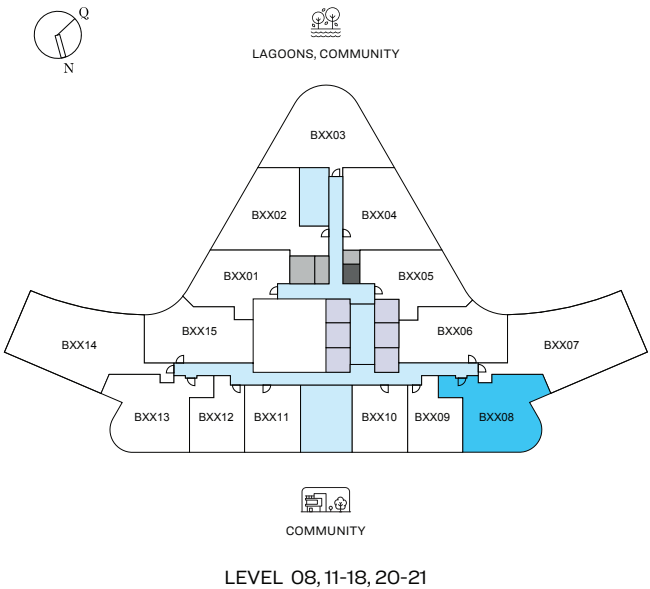 Q
N
LAGOONS, COMMUNITY
BXX03
BXX02
BXX04
BXX01
BXX05
BXX15
BXX06
BXX14
BXX07
BXX13
BXX12
BXX11
BXX10
BXX09
BXX08
COMMUNITY
LEVEL 08, 11-18, 20-21